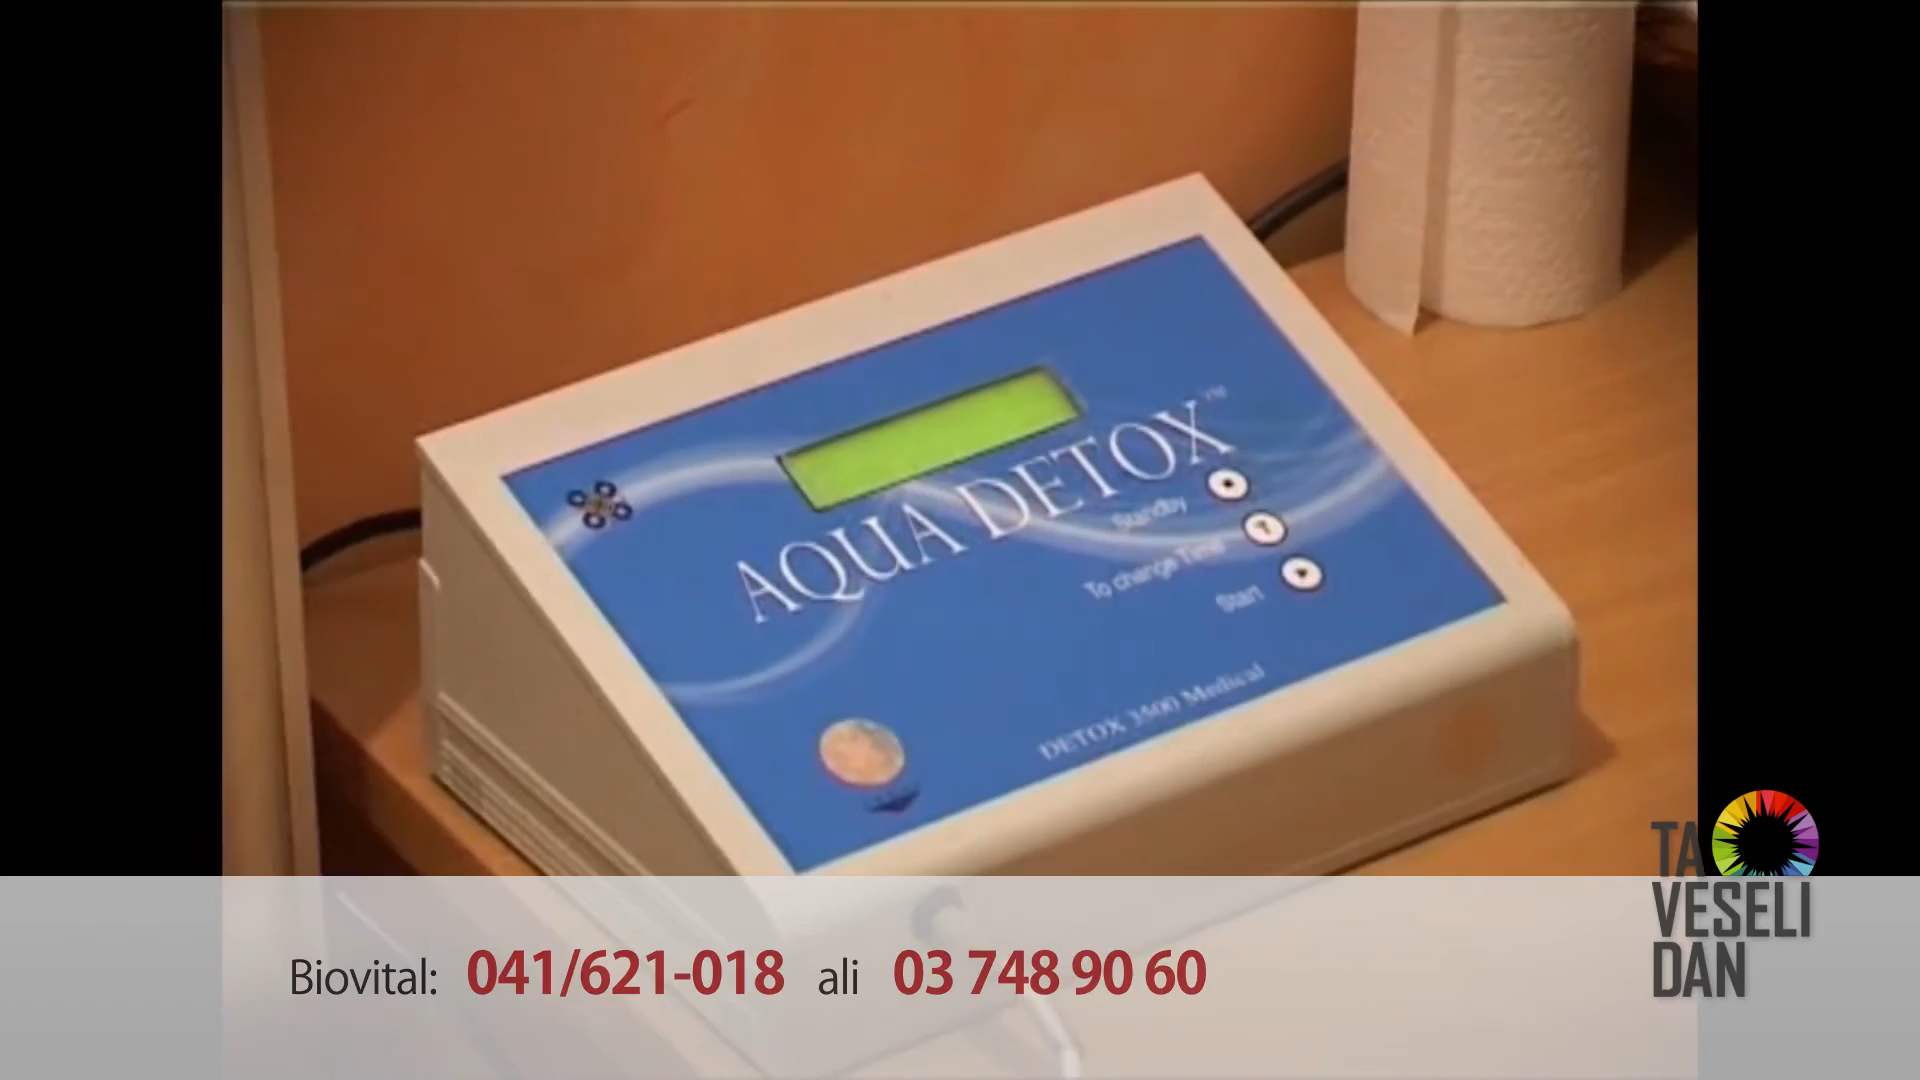 AQUA DETOX™
Standby
To change Time
Start
DETOX 3500 Medical
Biovital: 041/621-018 ali 03 748 90 60
TA
VESELI
DAN